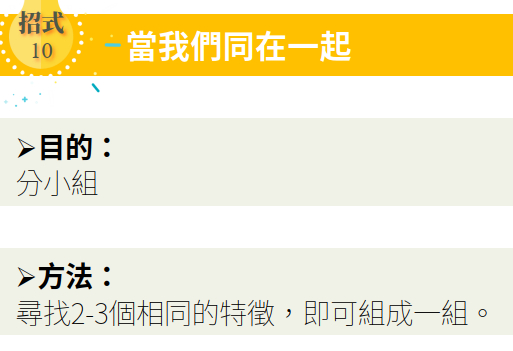 招式
10
當我們同在一起
➢目的：
分小組
➢方法：
尋找2-3個相同的特徵，即可組成一組。